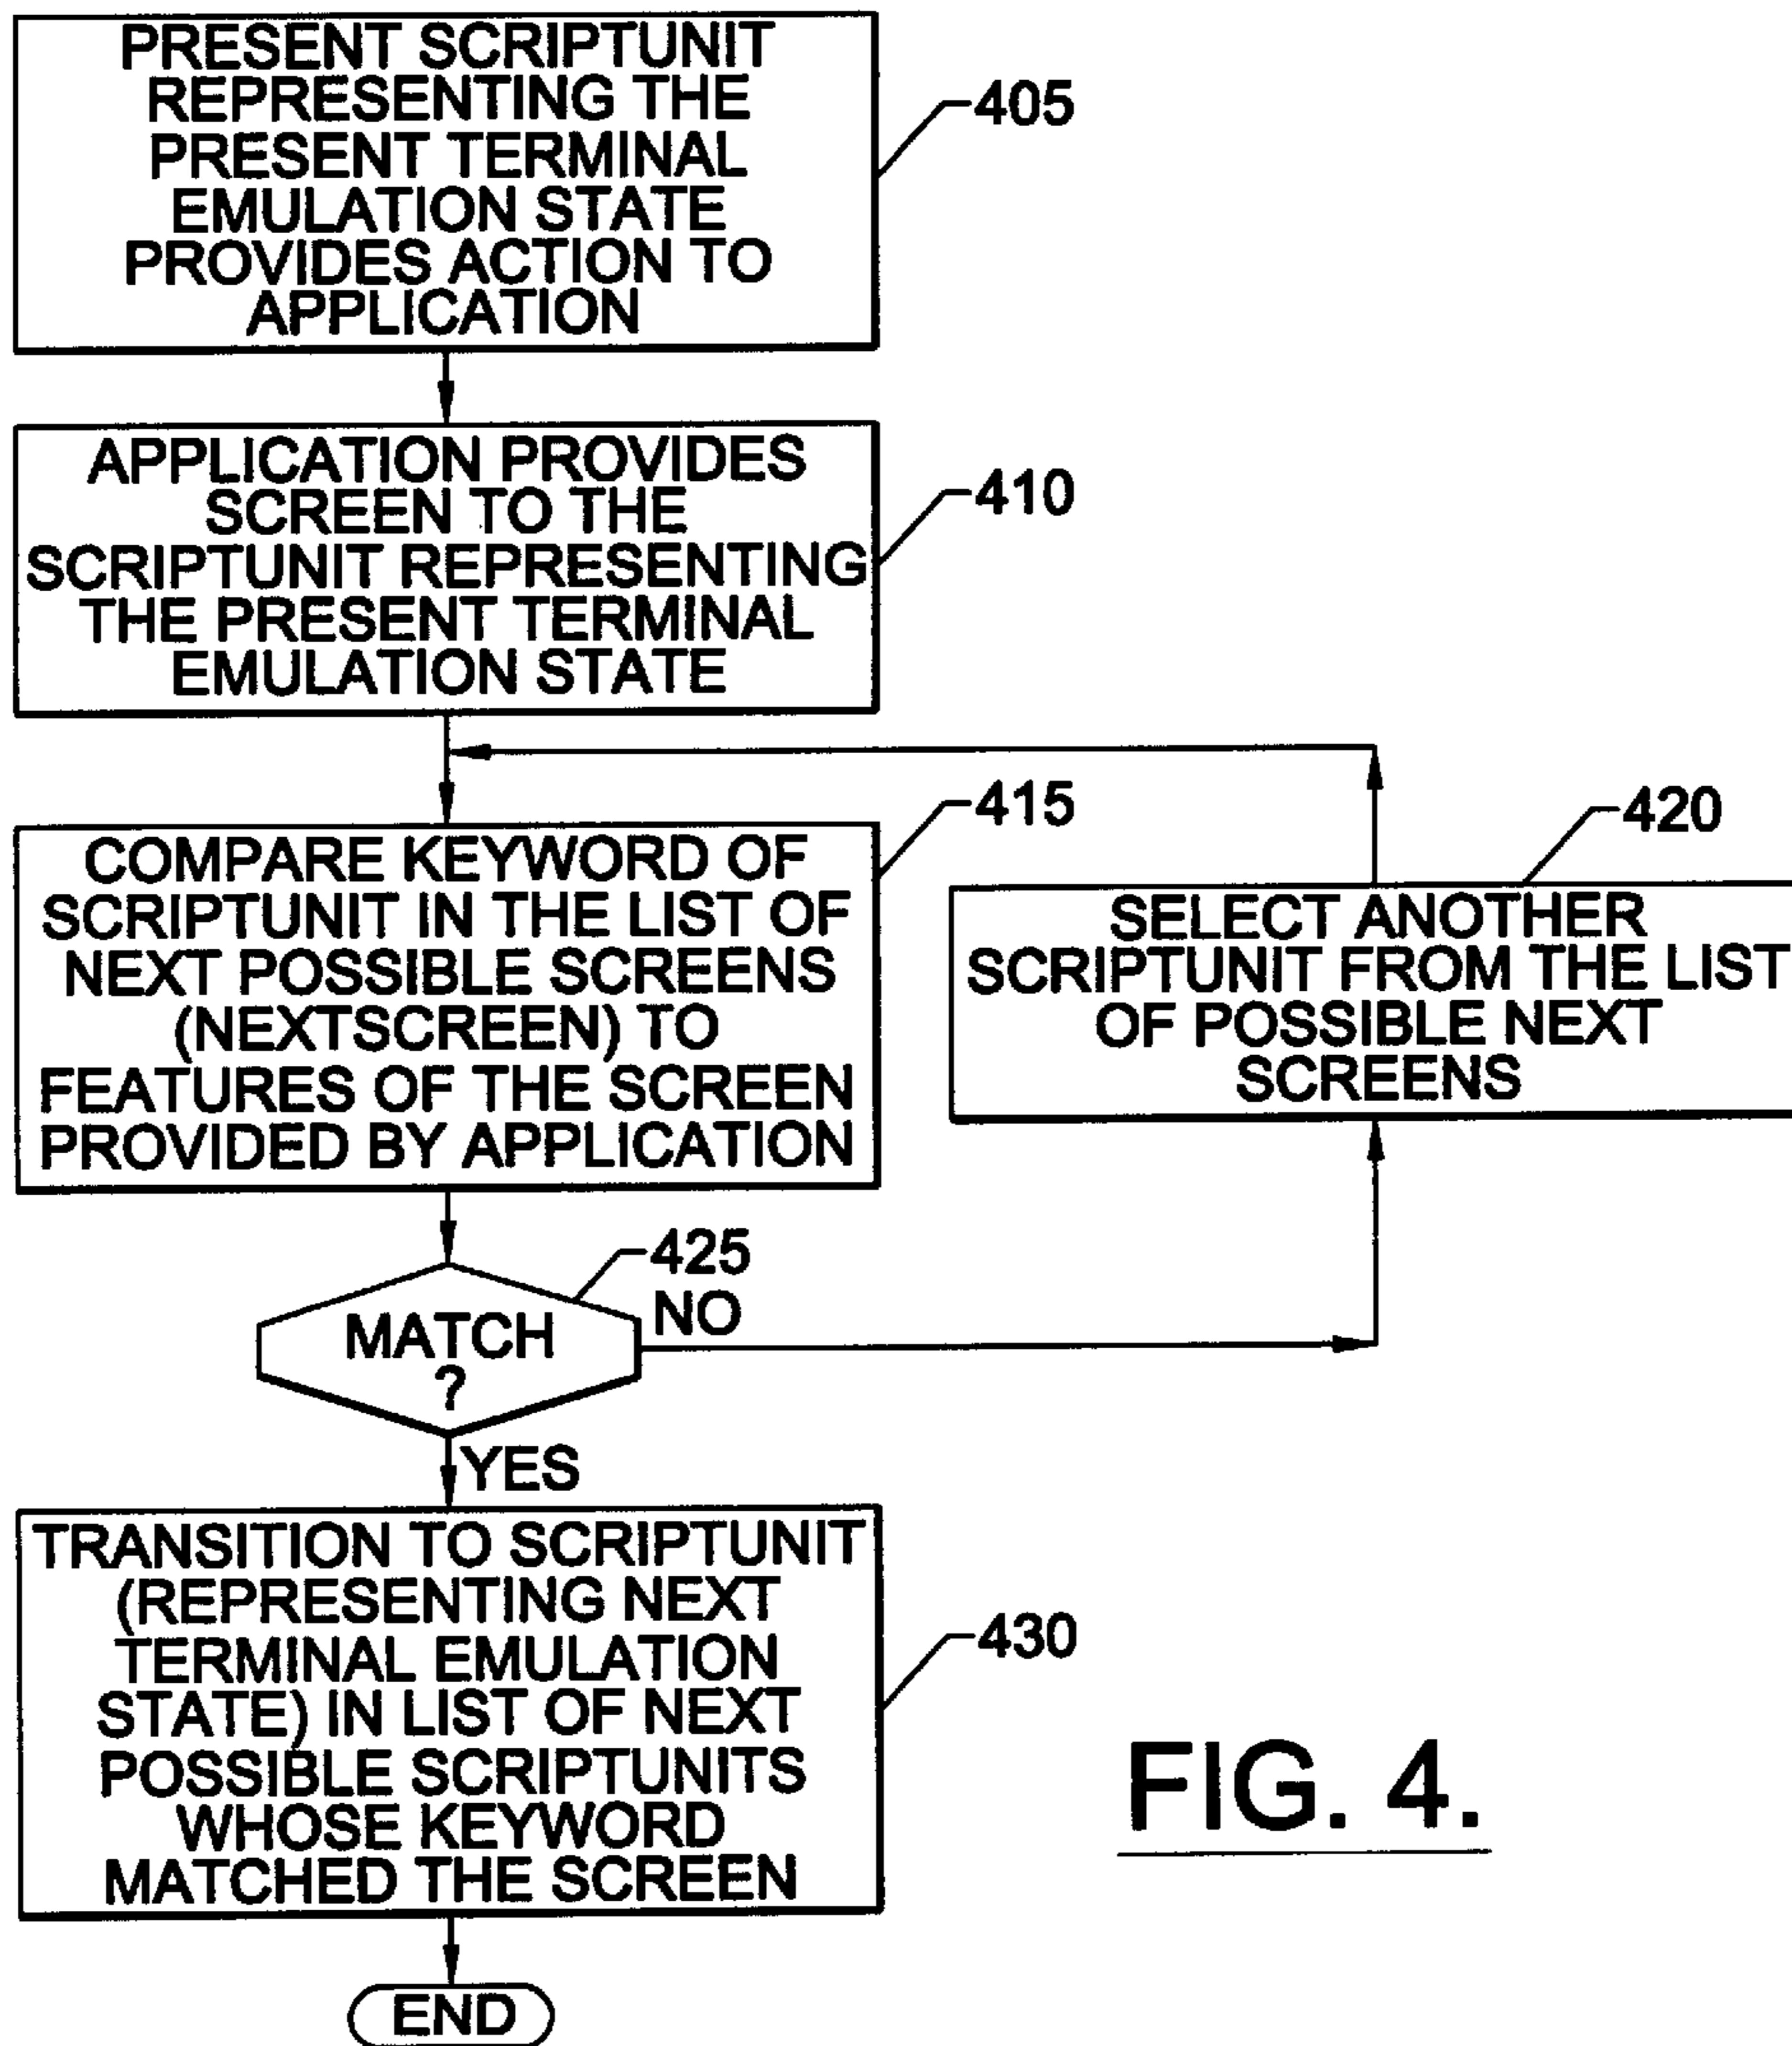 PRESENT SCRIPTUNIT
REPRESENTING THE
PRESENT TERMINAL
EMULATION STATE
PROVIDES ACTION TO
APPLICATION
405
APPLICATION PROVIDES
SCREEN TO THE
SCRIPTUNIT REPRESENTING
THE PRESENT TERMINAL
EMULATION STATE
410
COMPARE KEYWORD OF
SCRIPTUNIT IN THE LIST OF
NEXT POSSIBLE SCREENS
(NEXTSCREEN) TO
FEATURES OF THE SCREEN
PROVIDED BY APPLICATION
415
SELECT ANOTHER
SCRIPTUNIT FROM THE LIST
OF POSSIBLE NEXT
SCREENS
420
MATCH
?
425
NO
YES
TRANSITION TO SCRIPTUNIT
(REPRESENTING NEXT
TERMINAL EMULATION
STATE) IN LIST OF NEXT
POSSIBLE SCRIPTUNITS
WHOSE KEYWORD
MATCHED THE SCREEN
430
END
FIG. 4.